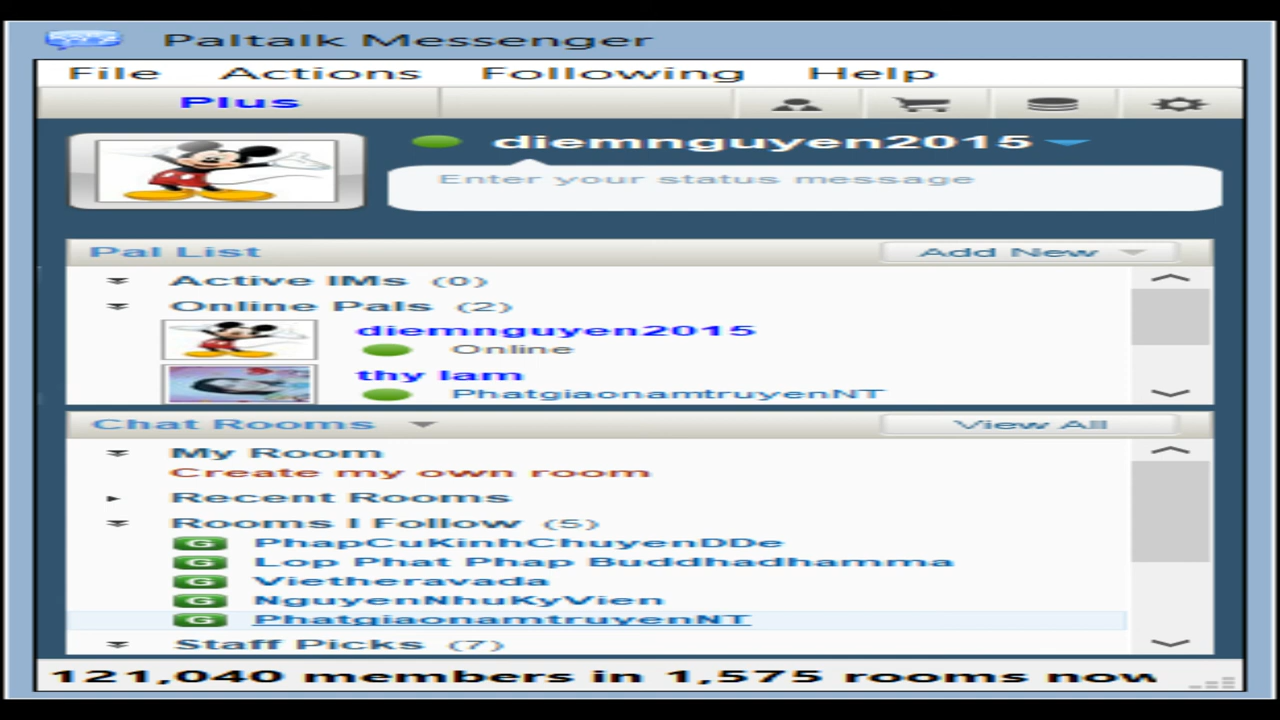 Paltalk Messenger
File Actions Following Help
Plus
diemnguyen2015
Enter your status message
Pal List Add New
Active IMs (0)
Online Pals (2)
diemnguyen2015
Online
thy lam
PhatgiaonamtruyenNT
Chat Rooms View All
My Room
Create my own room
Recent Rooms
Rooms I Follow (5)
G PhapCuKinhChuyenDDe
G Lop Phat Phap Buddhadhamma
G Vietheravada
G NguyenNhuKyVien
G PhatgiaonamtruyenNT
Staff Picks (7)
121,040 members in 1,575 rooms now